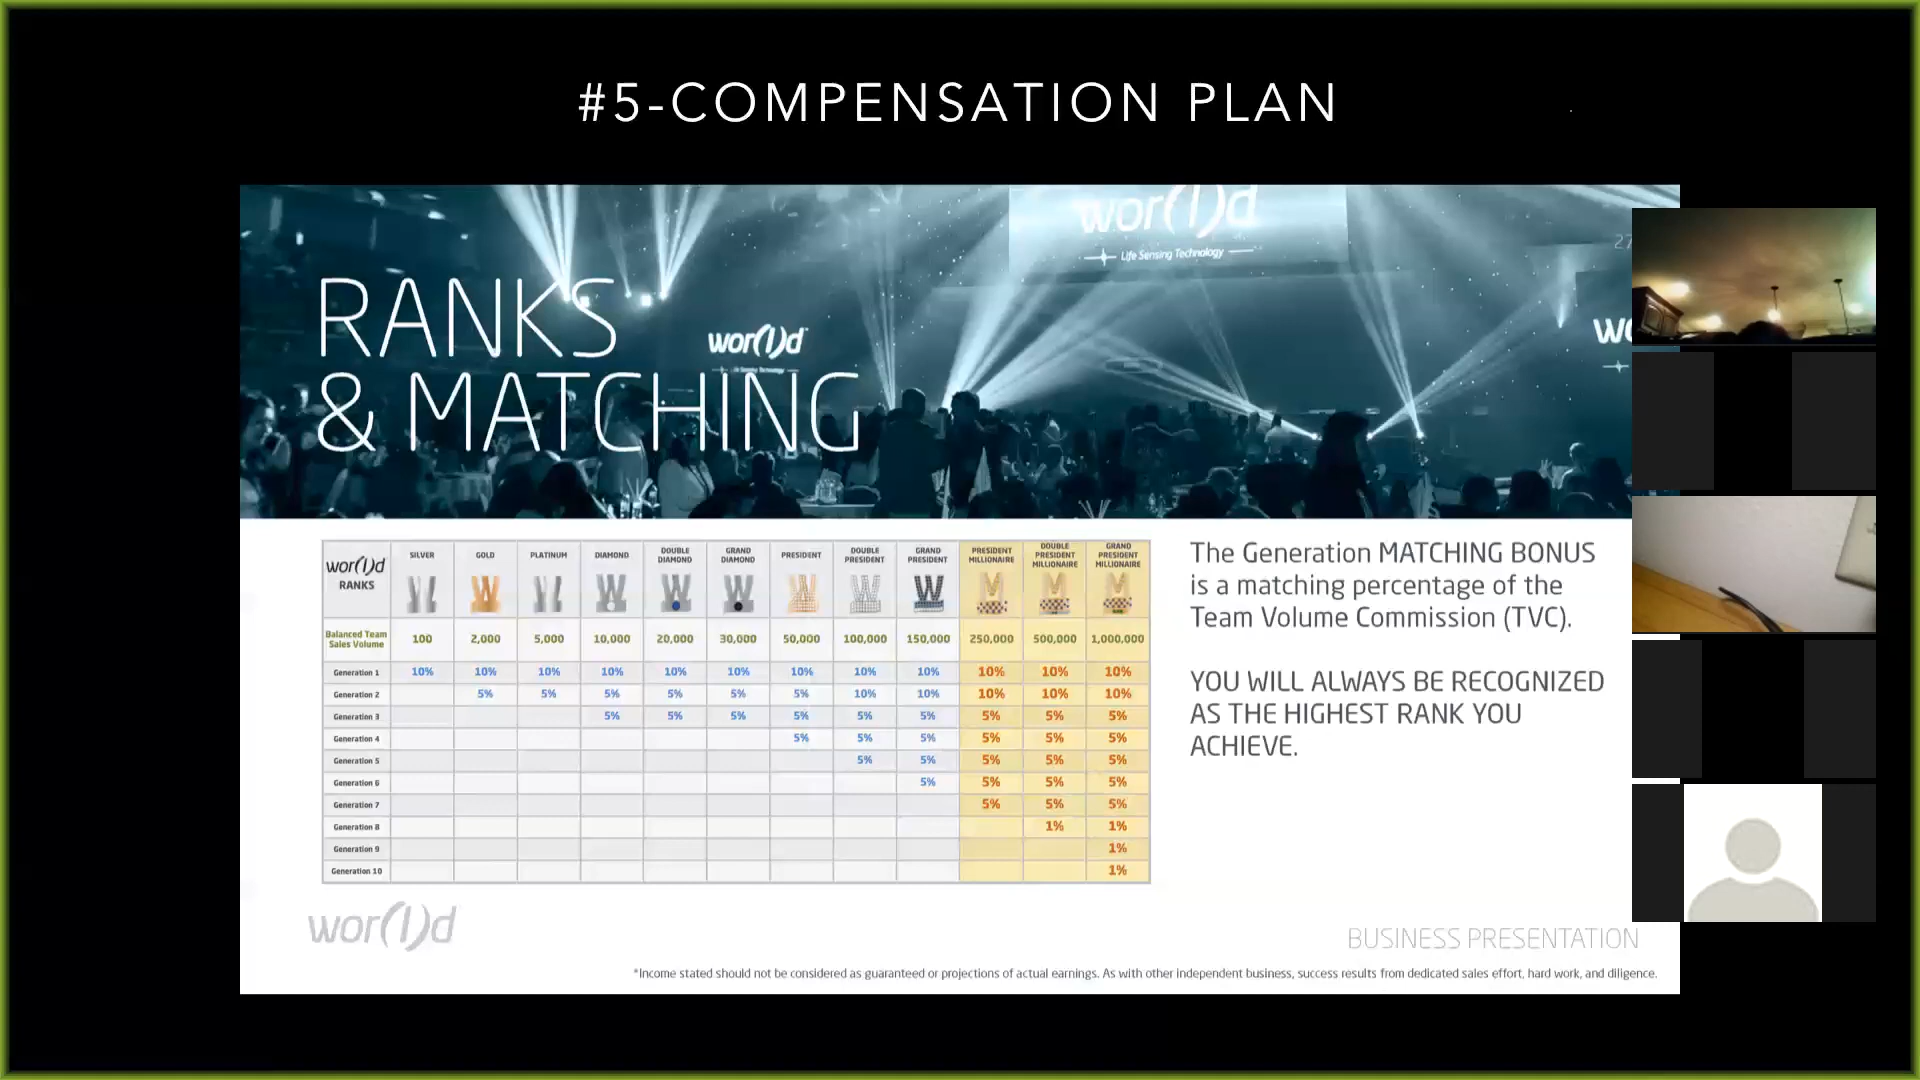 #5-COMPENSATION PLAN
wor(l)d
Life Sensing Technology
27
RANKS
& MATCHING
wor(l)d
wor(l)d
RANKS
SILVER
GOLD
PLATINUM
DIAMOND
DOUBLE DIAMOND
GRAND DIAMOND
PRESIDENT
DOUBLE PRESIDENT
GRAND PRESIDENT
PRESIDENT MILLIONAIRE
DOUBLE PRESIDENT MILLIONAIRE
GRAND PRESIDENT MILLIONAIRE
Balanced Team Sales Volume 100 2,000 5,000 10,000 20,000 30,000 50,000 100,000 150,000 250,000 500,000 1,000,000
Generation 1 10% 10% 10% 10% 10% 10% 10% 10% 10% 10% 10% 10%
Generation 2 5% 5% 5% 5% 5% 5% 10% 10% 10% 10% 10%
Generation 3 5% 5% 5% 5% 5% 5% 5% 5% 5%
Generation 4 5% 5% 5% 5% 5% 5%
Generation 5 5% 5% 5% 5% 5%
Generation 6 5% 5% 5% 5%
Generation 7 5% 5% 5%
Generation 8 1% 1%
Generation 9 1%
Generation 10 1%
The Generation MATCHING BONUS
is a matching percentage of the
Team Volume Commission (TVC).
YOU WILL ALWAYS BE RECOGNIZED
AS THE HIGHEST RANK YOU
ACHIEVE.
wor(l)d
BUSINESS PRESENTATION
*Income stated should not be considered as guaranteed or projections of actual earnings. As with other independent business, success results from dedicated sales effort, hard work, and diligence.